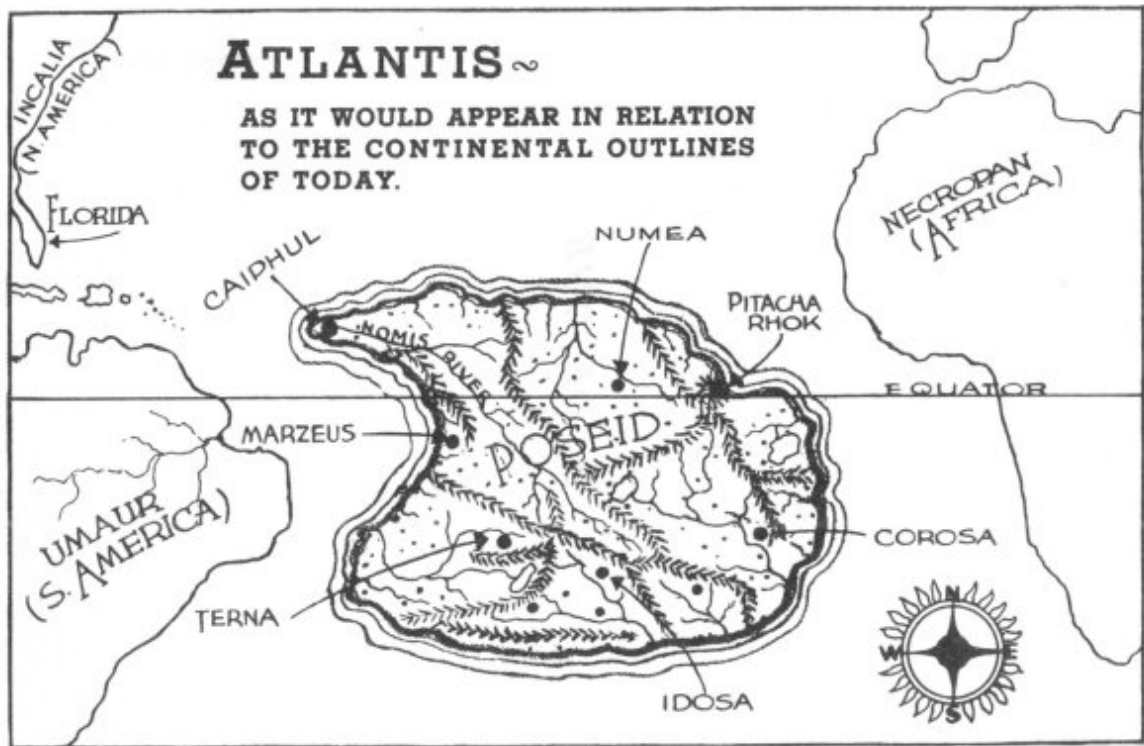 ATLANTIS ~
AS IT WOULD APPEAR IN RELATION
TO THE CONTINENTAL OUTLINES
OF TODAY.
INCALIA
(N. AMERICA)
FLORIDA
CAIPHUL
NUMEA
NECROPAN
(AFRICA)
PITACHA
RHOK
NOMIS RIVER
EQUATOR
MARZEUS
POSEID
UMAUR
(S. AMERICA)
COROSA
TERNA
IDOSA
N
W
E
S